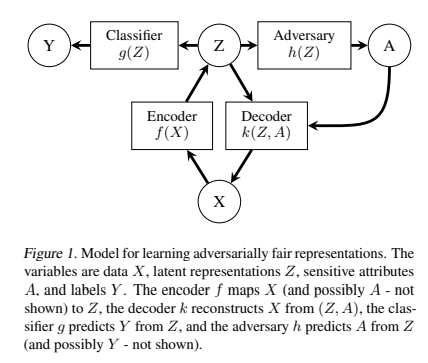 Y
Classifier
g(Z)
Z
Adversary
h(Z)
A
Encoder
f(X)
Decoder
k(Z, A)
X
Figure 1. Model for learning adversarially fair representations. The
variables are data X, latent representations Z, sensitive attributes
A, and labels Y. The encoder f maps X (and possibly A - not
shown) to Z, the decoder k reconstructs X from (Z, A), the clas-
sifier g predicts Y from Z, and the adversary h predicts A from Z
(and possibly Y - not shown).